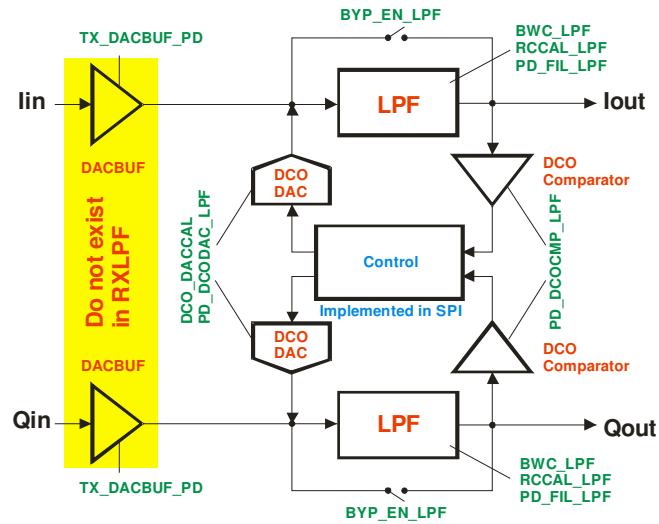 BYP_EN_LPF
TX_DACBUF_PD
BWC_LPF
RCCAL_LPF
PD_FIL_LPF
Iin
LPF
Iout
DACBUF
DCO
DAC
DCO
Comparator
Do not exist
in RXLPF
DCO_DACCAL
PD_DCODAC_LPF
Control
PD_DCOCMP_LPF
Implemented in SPI
DCO
DAC
DACBUF
DCO
Comparator
Qin
LPF
Qout
BWC_LPF
RCCAL_LPF
PD_FIL_LPF
TX_DACBUF_PD
BYP_EN_LPF